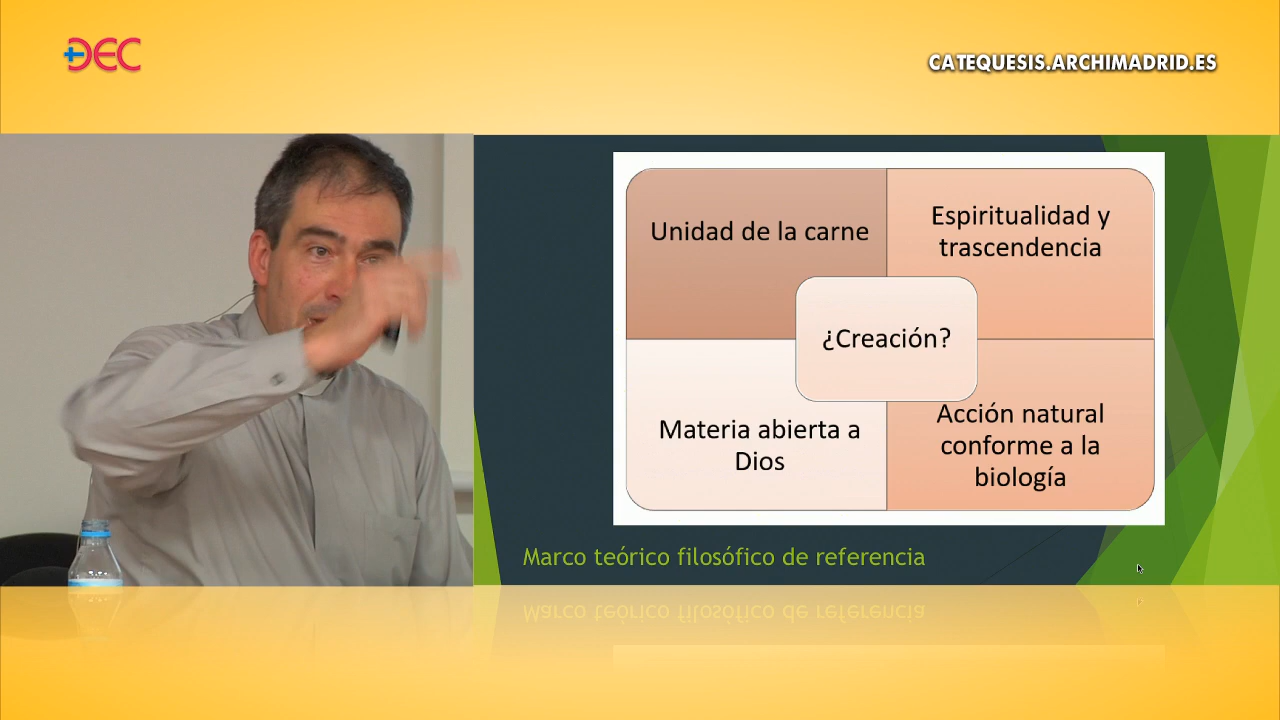 DEC
CATEQUESIS.ARCHIMADRID.ES
Unidad de la carne
Espiritualidad y
trascendencia
¿Creación?
Materia abierta a
Dios
Acción natural
conforme a la
biología
Marco teórico filosófico de referencia